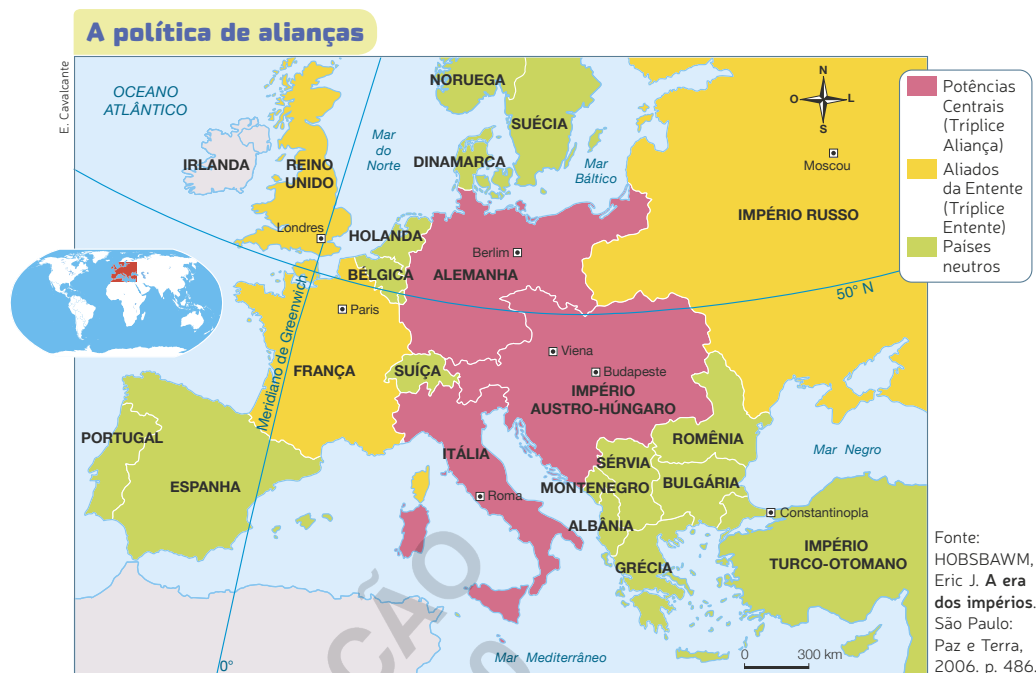 A política de alianças
E. Cavalcante
OCEANO
ATLÂNTICO
NORUEGA
SUÉCIA
N
O
L
S
Mar
do
Norte
DINAMARCA
Mar
Báltico
Moscou
IRLANDA
REINO
UNIDO
IMPÉRIO RUSSO
Londres
HOLANDA
Berlim
BÉLGICA
ALEMANHA
50° N
Paris
Meridiano de Greenwich
Viena
FRANÇA
SUÍÇA
Budapeste
IMPÉRIO
AUSTRO-HÚNGARO
PORTUGAL
ESPANHA
ITÁLIA
ROMÊNIA
Mar Negro
SÉRVIA
BULGÁRIA
MONTENEGRO
Roma
Constantinopla
ALBÂNIA
IMPÉRIO
TURCO-OTOMANO
GRÉCIA
0°
Mar Mediterrâneo
0 300 km
Potências
Centrais
(Tríplice
Aliança)
Aliados
da Entente
(Tríplice
Entente)
Países
neutros
Fonte:
HOBSBAWM,
Eric J. A era
dos impérios.
São Paulo:
Paz e Terra,
2006. p. 486.